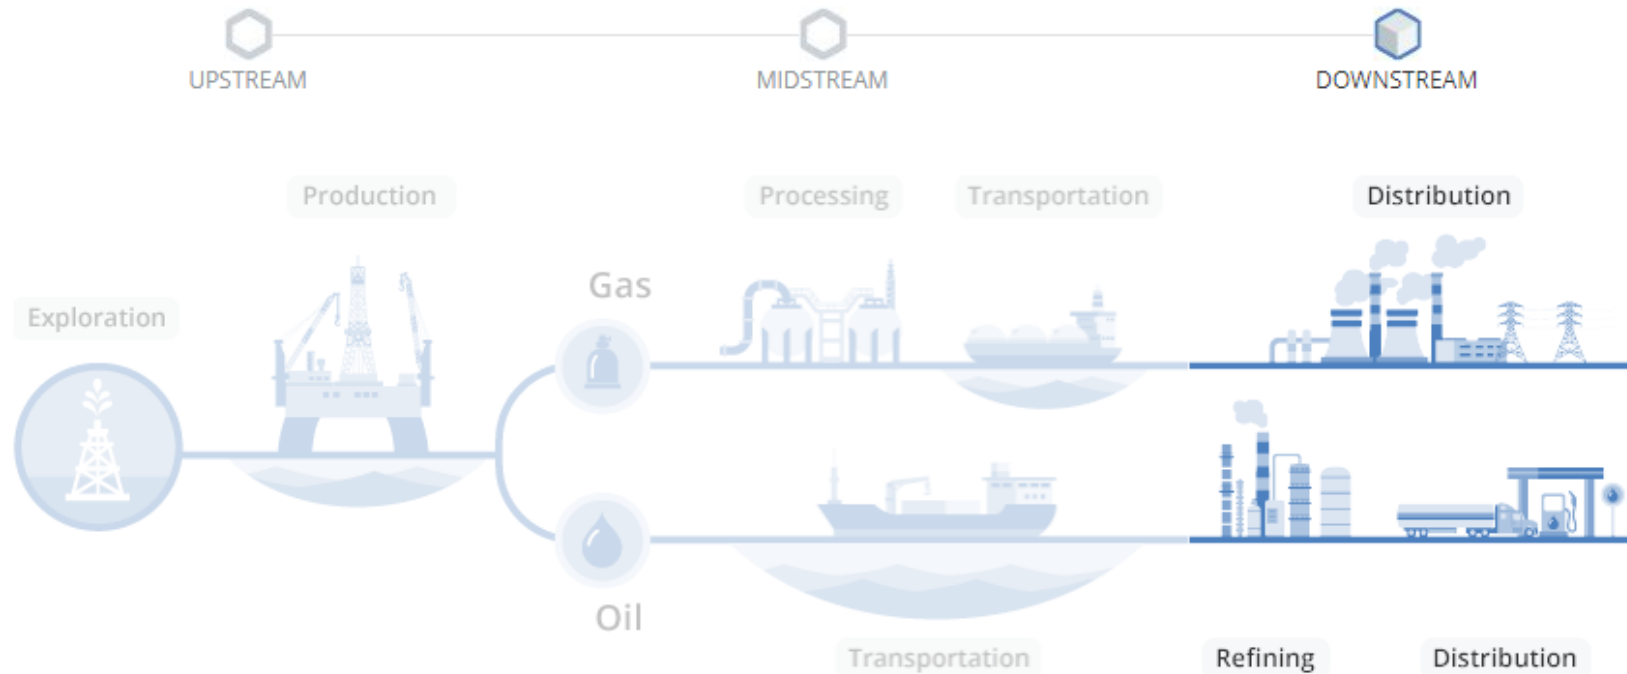 UPSTREAM
MIDSTREAM
DOWNSTREAM
Production
Processing
Transportation
Distribution
Gas
Exploration
Oil
Transportation
Refining
Distribution